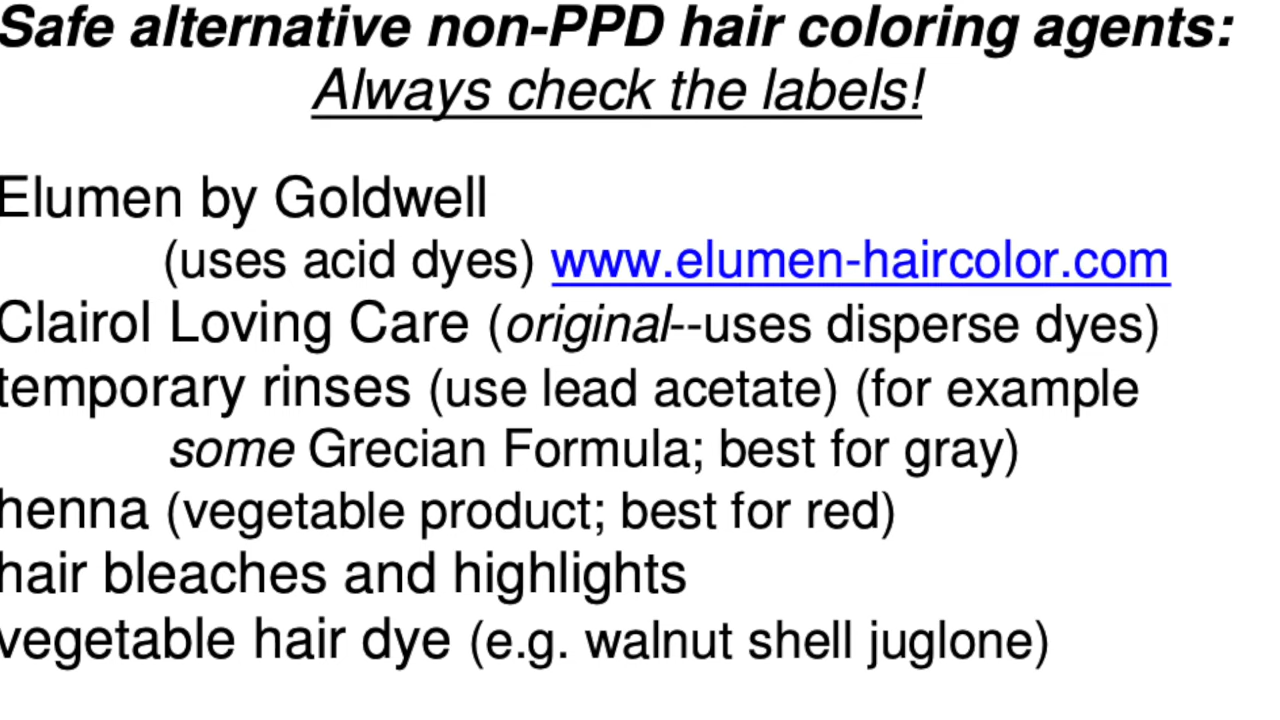 Safe alternative non-PPD hair coloring agents:
Always check the labels!
Elumen by Goldwell
(uses acid dyes) www.elumen-haircolor.com
Clairol Loving Care (original--uses disperse dyes)
temporary rinses (use lead acetate) (for example
some Grecian Formula; best for gray)
henna (vegetable product; best for red)
hair bleaches and highlights
vegetable hair dye (e.g. walnut shell juglone)